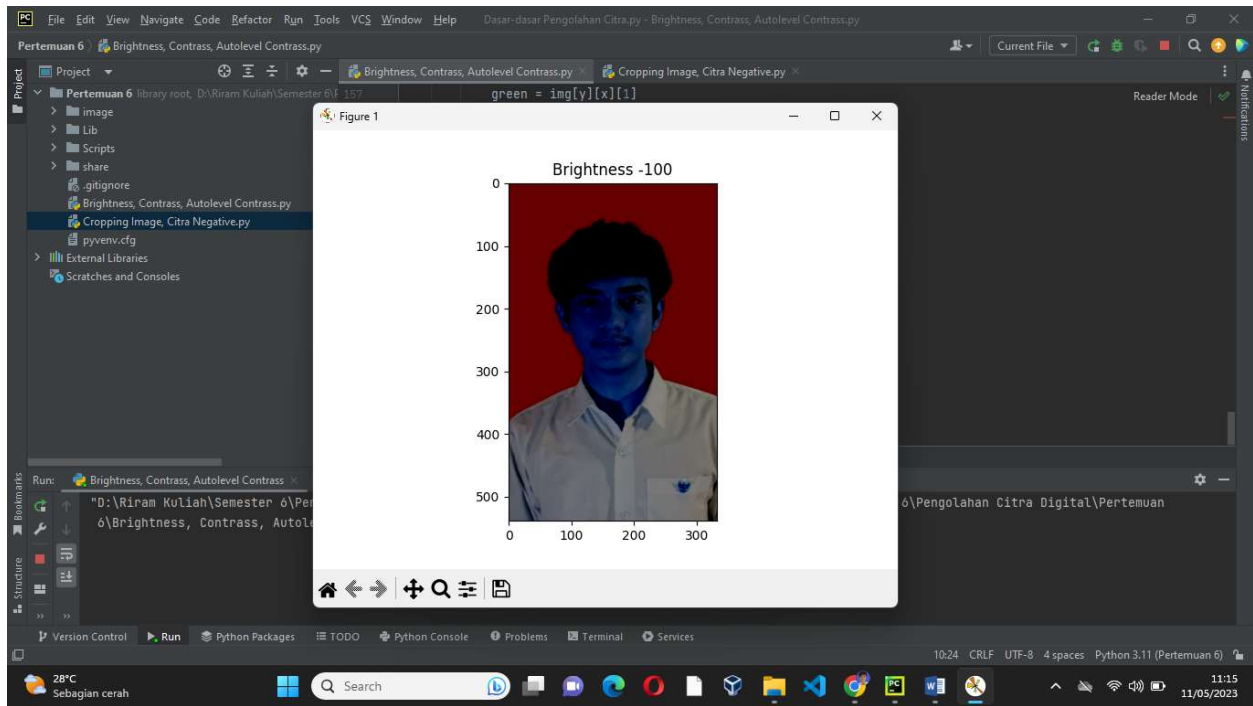 PC File Edit View Navigate Code Refactor Run Tools VCS Window Help Dasar-dasar Pengolahan Citra.py - Brightness, Contrass, Autolevel Contrass.py
Pertemuan 6 Brightness, Contrass, Autolevel Contrass.py Current File
Project Project Brightness, Contrass, Autolevel Contrass.py Cropping Image, Citra Negative.py
Pertemuan 6 library root, D:\Riram Kuliah\Semester 6\ 157 green = img[y][x][1] Reader Mode
Notifications
image
Lib
Scripts
share
.gitignore
Brightness, Contrass, Autolevel Contrass.py
Cropping Image, Citra Negative.py
pyvenv.cfg
External Libraries
Scratches and Consoles
Figure 1
Brightness -100
0
100
200
300
400
500
0 100 200 300
Bookmarks
Structure
Run: Brightness, Contrass, Autolevel Contrass
"D:\Riram Kuliah\Semester 6\Per 6\Pengolahan Citra Digital\Pertemuan
6\Brightness, Contrass, Autole
Version Control Run Python Packages TODO Python Console Problems Terminal Services
10:24 CRLF UTF-8 4 spaces Python 3.11 (Pertemuan 6)
28°C
Sebagian cerah
Search
11:15
11/05/2023